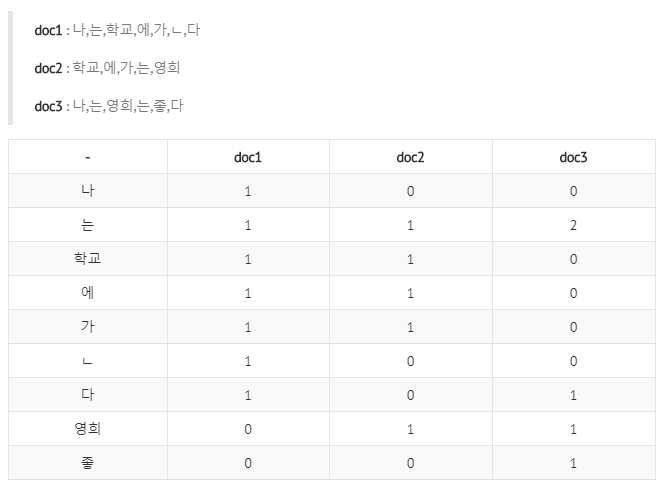 doc1 : 나,는,학교,에,가,ㄴ,다
doc2 : 학교,에,가,는,영희
doc3 : 나,는,영희,는,좋,다
- doc1 doc2 doc3
나 1 0 0
는 1 1 2
학교 1 1 0
에 1 1 0
가 1 1 0
ㄴ 1 0 0
다 1 0 1
영희 0 1 1
좋 0 0 1